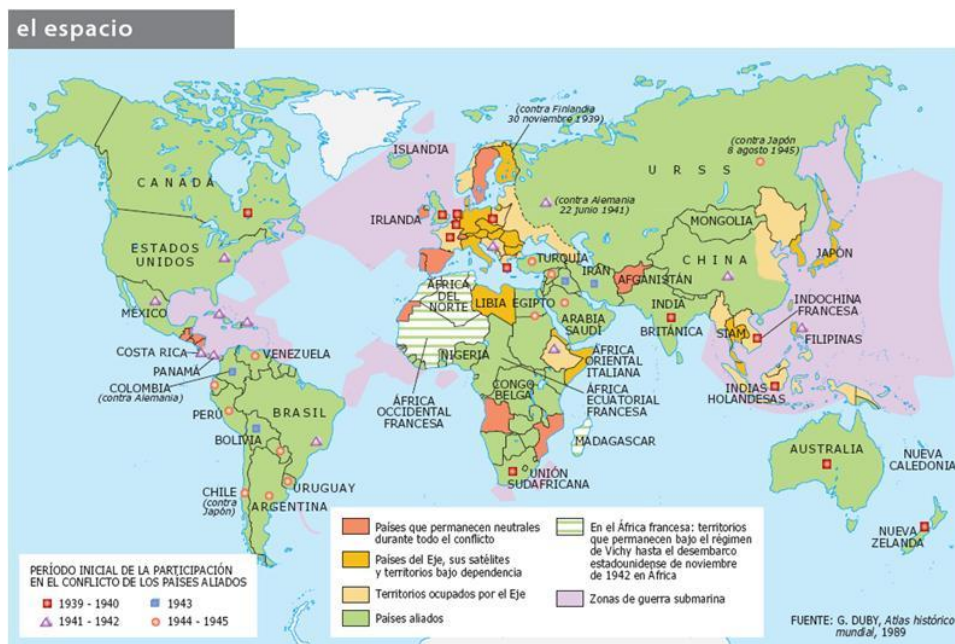 el espacio
(contra Finlandia
30 noviembre 1939)
ISLANDIA
(contra Japón
8 agosto 1945)
CANADÁ
URSS
IRLANDA
(contra Alemania
22 junio 1941)
MONGOLIA
ESTADOS
UNIDOS
TURQUÍA
CHINA
JAPÓN
IRÁN
AFGANISTÁN
ÁFRICA
DEL
NORTE
LIBIA
EGIPTO
MÉXICO
ARABIA
SAUDÍ
INDIA
BRITÁNICA
INDOCHINA
FRANCESA
SIAM
FILIPINAS
COSTA RICA
VENEZUELA
NIGERIA
ÁFRICA
ORIENTAL
ITALIANA
PANAMÁ
COLOMBIA
(contra Alemania)
CONGO
BELGA
ÁFRICA
ECUATORIAL
FRANCESA
INDIAS
HOLANDESAS
PERÚ
BRASIL
ÁFRICA
OCCIDENTAL
FRANCESA
BOLIVIA
MADAGASCAR
AUSTRALIA
NUEVA
CALEDONIA
CHILE
(contra
Japón)
URUGUAY
ARGENTINA
UNIÓN
SUDAFRICANA
NUEVA
ZELANDA
PERÍODO INICIAL DE LA PARTICIPACIÓN
EN EL CONFLICTO DE LOS PAÍSES ALIADOS
1939 - 1940
1943
1941 - 1942
1944 - 1945
Países que permanecen neutrales
durante todo el conflicto
Países del Eje, sus satélites
y territorios bajo dependencia
Territorios ocupados por el Eje
Países aliados
En el África francesa: territorios
que permanecen bajo el régimen
de Vichy hasta el desembarco
estadounidense de noviembre
de 1942 en África
Zonas de guerra submarina
FUENTE: G. DUBY, Atlas histórico
mundial, 1989